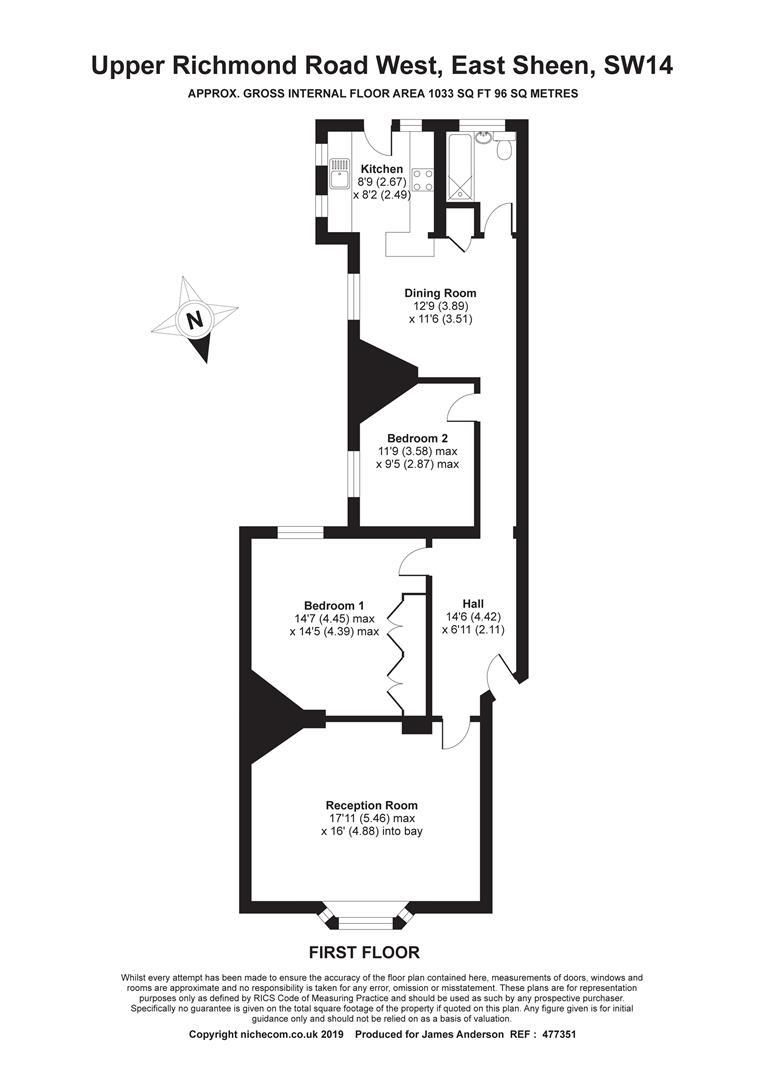 Upper Richmond Road West, East Sheen, SW14
APPROX. GROSS INTERNAL FLOOR AREA 1033 SQ FT 96 SQ METRES
Kitchen
8'9 (2.67)
x 8'2 (2.49)
Dining Room
12'9 (3.89)
x 11'6 (3.51)
N
Bedroom 2
11'9 (3.58) max
x 9'5 (2.87) max
Bedroom 1
14'7 (4.45) max
x 14'5 (4.39) max
Hall
14'6 (4.42)
x 6'11 (2.11)
Reception Room
17'11 (5.46) max
x 16' (4.88) into bay
FIRST FLOOR
Whilst every attempt has been made to ensure the accuracy of the floor plan contained here, measurements of doors, windows and
rooms are approximate and no responsibility is taken for any error, omission or misstatement. These plans are for representation
purposes only as defined by RICS Code of Measuring Practice and should be used as such by any prospective purchaser.
Specifically no guarantee is given on the total square footage of the property if quoted on this plan. Any figure given is for initial
guidance only and should not be relied on as a basis of valuation.
Copyright nichecom.co.uk 2019 Produced for James Anderson REF : 477351